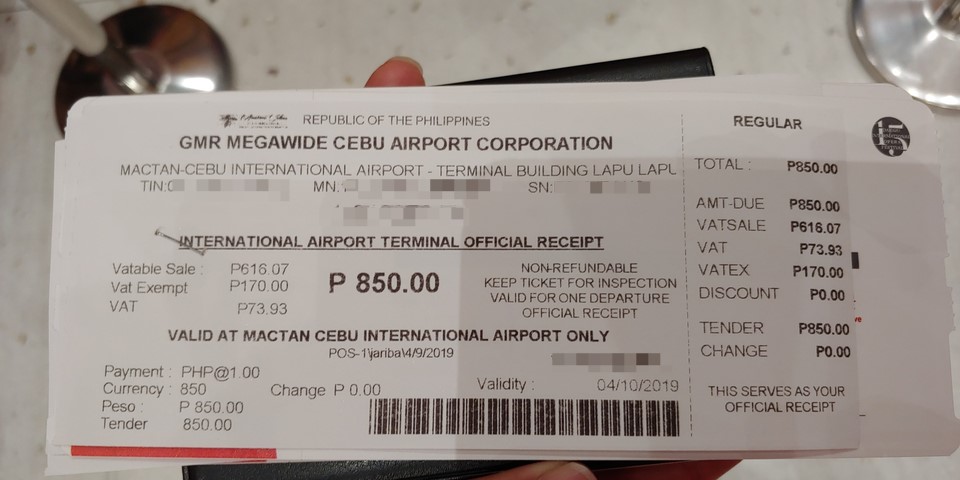 REPUBLIC OF THE PHILIPPINES
GMR MEGAWIDE CEBU AIRPORT CORPORATION
MACTAN-CEBU INTERNATIONAL AIRPORT - TERMINAL BUILDING LAPU LAPU
TIN: MN: SN:
INTERNATIONAL AIRPORT TERMINAL OFFICIAL RECEIPT
Vatable Sale : P616.07
Vat Exempt P170.00
VAT P73.93
P 850.00
NON-REFUNDABLE
KEEP TICKET FOR INSPECTION
VALID FOR ONE DEPARTURE
OFFICIAL RECEIPT
VALID AT MACTAN CEBU INTERNATIONAL AIRPORT ONLY
POS-1\jariba\4/9/2019
Payment : PHP@1.00
Currency : 850 Change P 0.00
Peso : P 850.00
Tender 850.00
Validity : 04/10/2019
REGULAR
TOTAL : P850.00
AMT-DUE P850.00
VATSALE P616.07
VAT P73.93
VATEX P170.00
DISCOUNT P0.00
TENDER P850.00
CHANGE P0.00
THIS SERVES AS YOUR
OFFICIAL RECEIPT